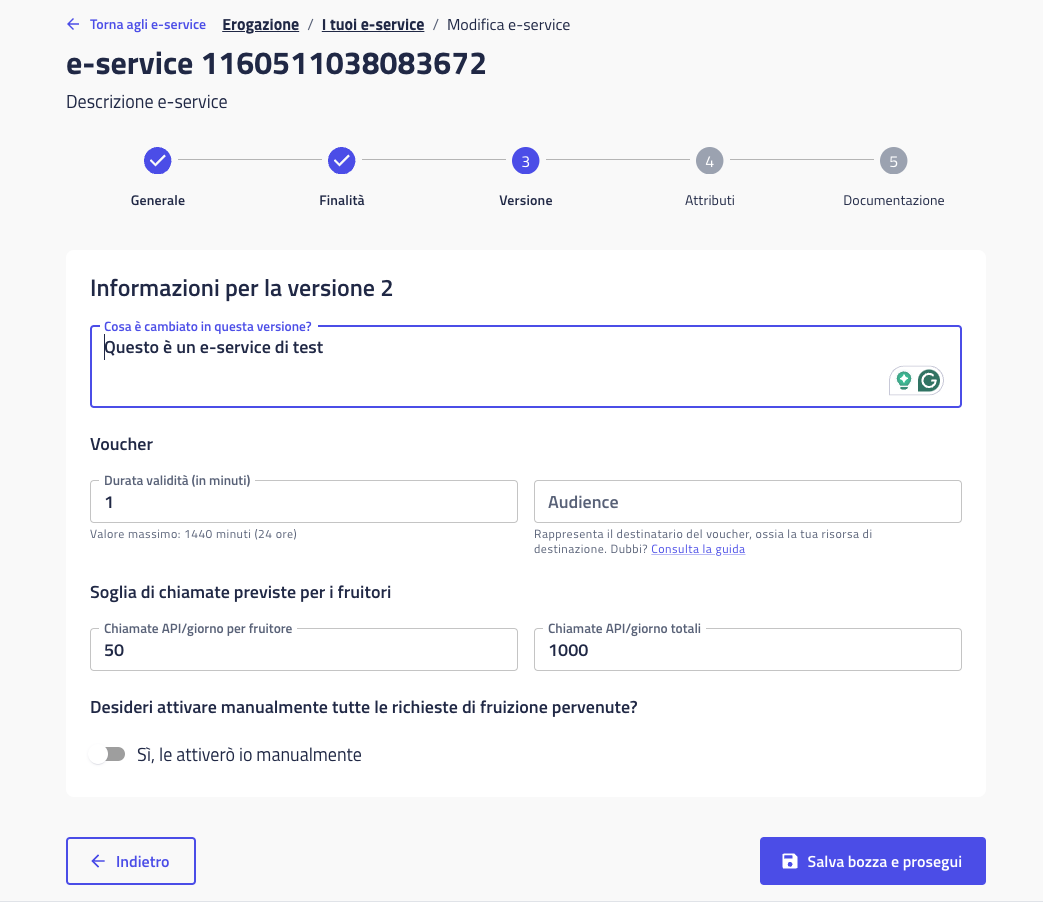 Torna agli e-service Erogazione / I tuoi e-service / Modifica e-service
e-service 1160511038083672
Descrizione e-service
3 4 5
Generale Finalità Versione Attributi Documentazione
Informazioni per la versione 2
Cosa è cambiato in questa versione?
Questo è un e-service di test
Voucher
Durata validità (in minuti)
1 Audience
Valore massimo: 1440 minuti (24 ore) Rappresenta il destinatario del voucher, ossia la tua risorsa di
destinazione. Dubbi? Consulta la guida
Soglia di chiamate previste per i fruitori
Chiamate API/giorno per fruitore Chiamate API/giorno totali
50 1000
Desideri attivare manualmente tutte le richieste di fruizione pervenute?
Sì, le attiverò io manualmente
Indietro Salva bozza e prosegui